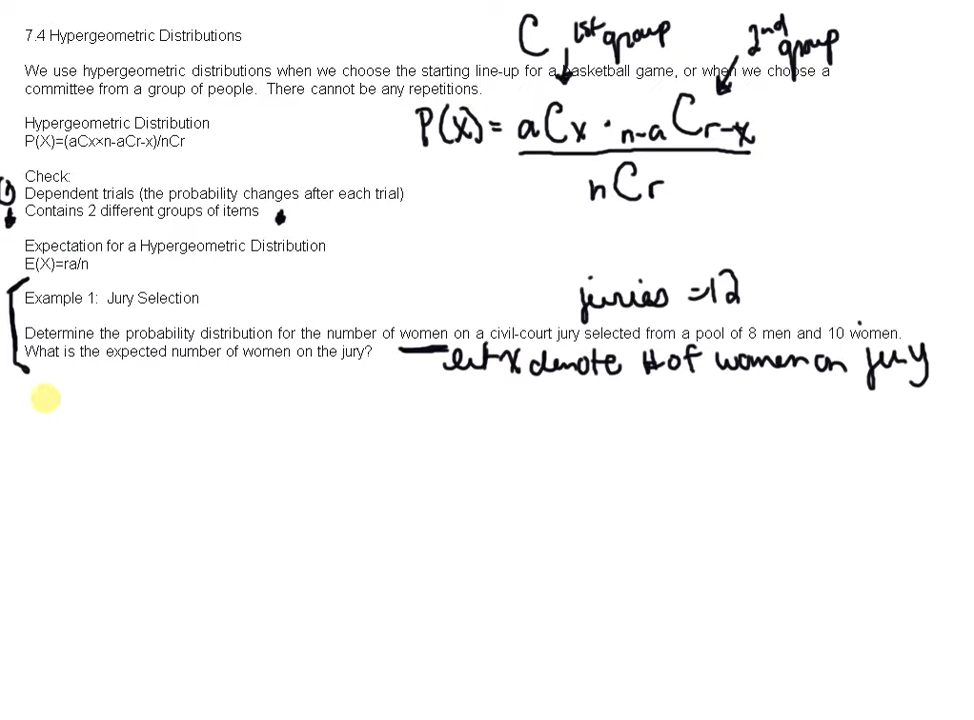 7.4 Hypergeometric Distributions
C 1st group
2nd group
We use hypergeometric distributions when we choose the starting line-up for a basketball game, or when we choose a
committee from a group of people. There cannot be any repetitions.
Hypergeometric Distribution
P(X)=(aCx×n-aCr-x)/nCr
P(X)= aCx · n-aCr-x
nCr
Check:
Dependent trials (the probability changes after each trial)
Contains 2 different groups of items
Expectation for a Hypergeometric Distribution
E(X)=ra/n
Example 1: Jury Selection
juries =12
Determine the probability distribution for the number of women on a civil-court jury selected from a pool of 8 men and 10 women.
What is the expected number of women on the jury?
let x denote # of women on jury